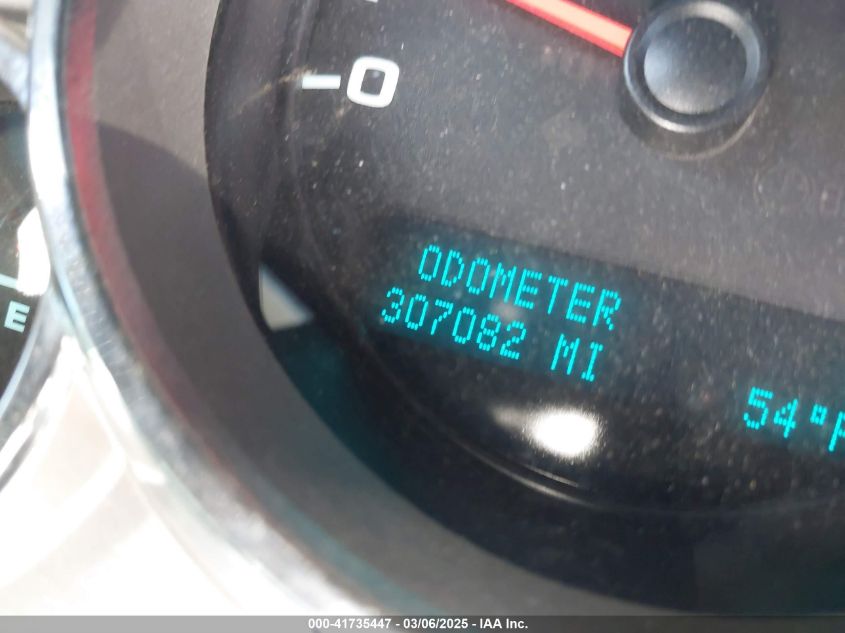 0
E
ODOMETER
307082 MI
54°F
000-41735447 - 03/06/2025 - IAA Inc.